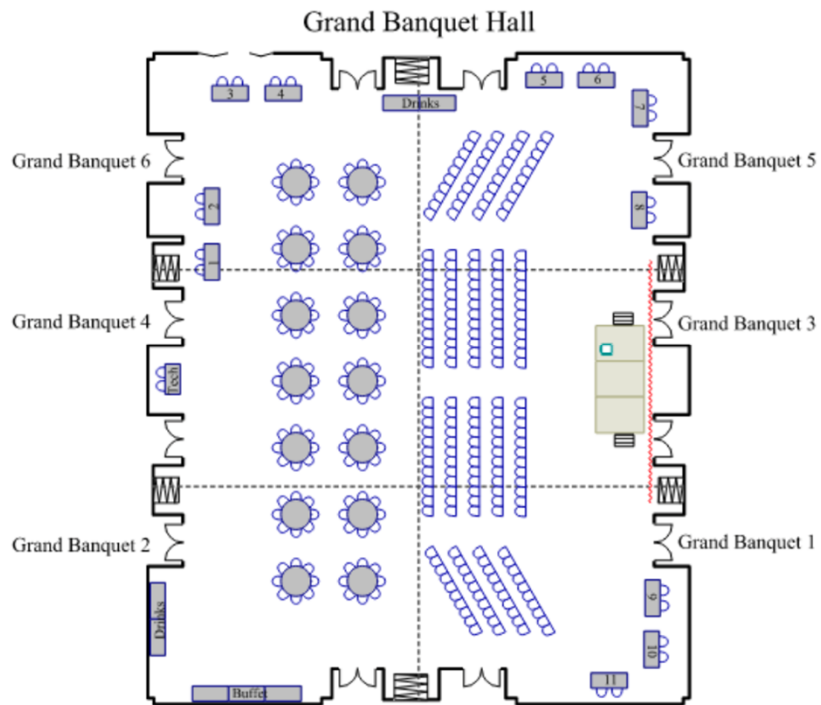 Grand Banquet Hall
3
4
Drinks
5
6
7
Grand Banquet 6
Grand Banquet 5
2
8
1
Grand Banquet 4
Grand Banquet 3
Tech
Grand Banquet 2
Grand Banquet 1
9
Drinks
10
11
Buffet